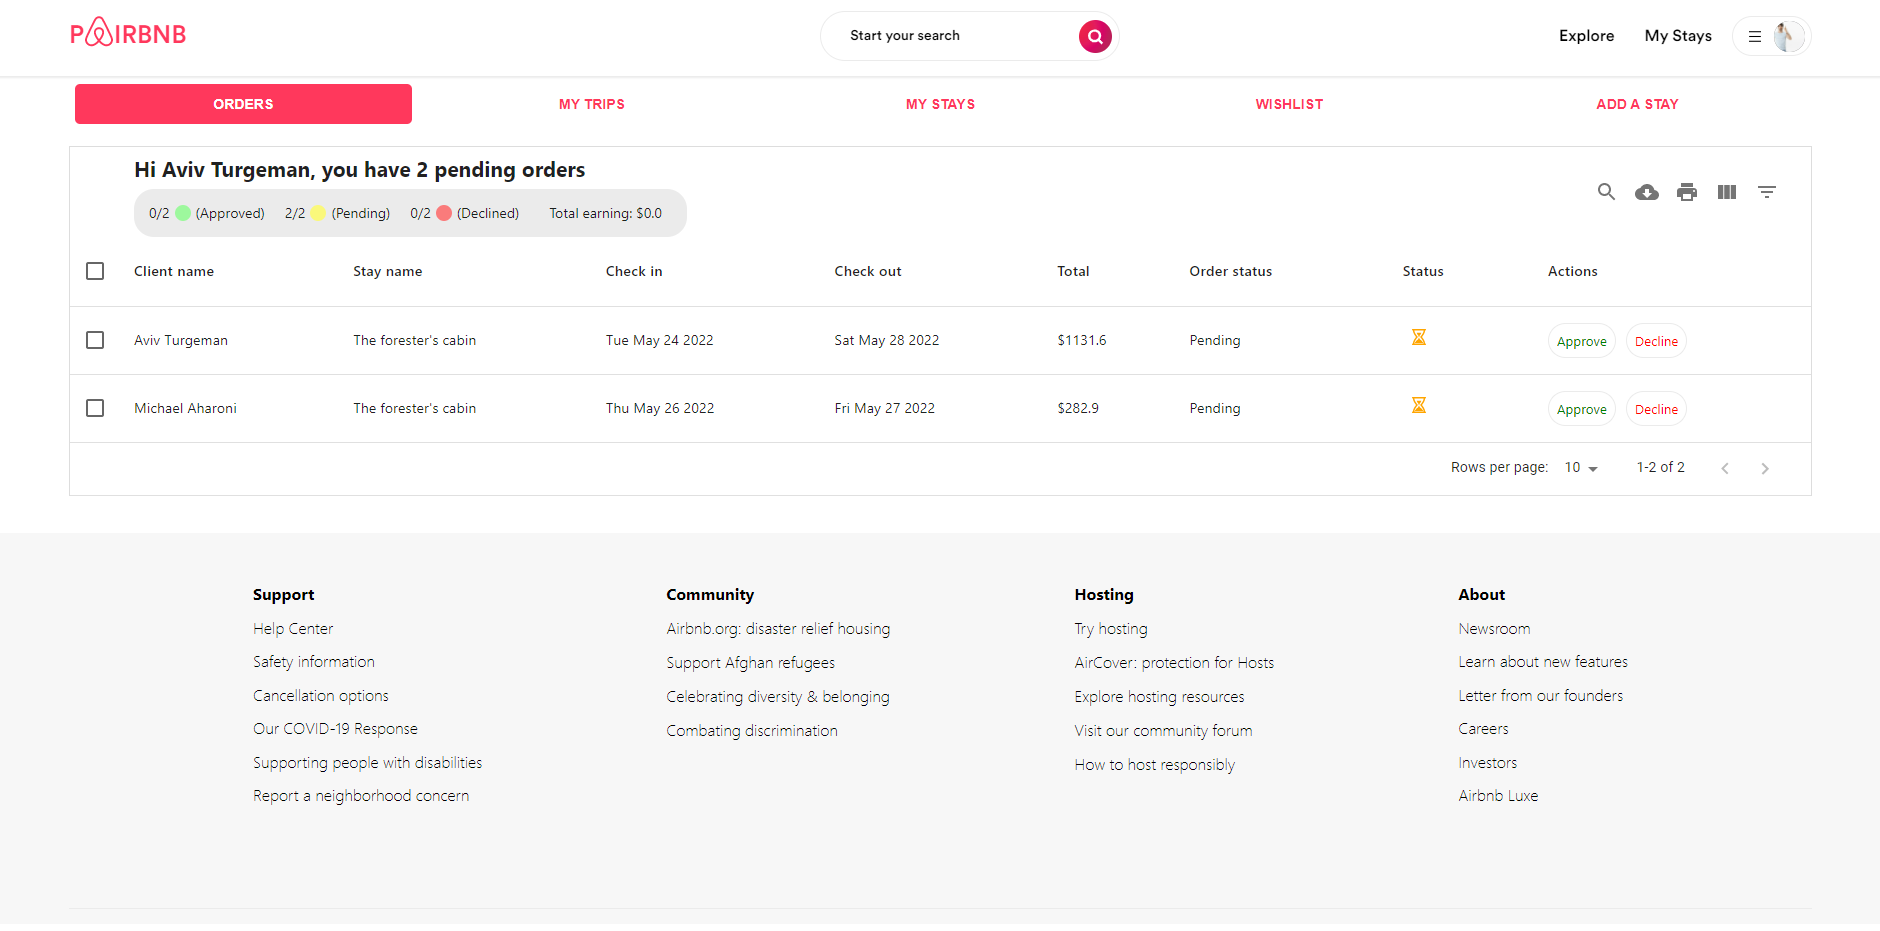 PAIRBNB
Start your search
Explore My Stays
ORDERS MY TRIPS MY STAYS WISHLIST ADD A STAY
Hi Aviv Turgeman, you have 2 pending orders
0/2 (Approved) 2/2 (Pending) 0/2 (Declined) Total earning: $0.0
Client name Stay name Check in Check out Total Order status Status Actions
Aviv Turgeman The forester's cabin Tue May 24 2022 Sat May 28 2022 $1131.6 Pending Approve Decline
Michael Aharoni The forester's cabin Thu May 26 2022 Fri May 27 2022 $282.9 Pending Approve Decline
Rows per page: 10 1-2 of 2
Support
Help Center
Safety information
Cancellation options
Our COVID-19 Response
Supporting people with disabilities
Report a neighborhood concern
Community
Airbnb.org: disaster relief housing
Support Afghan refugees
Celebrating diversity & belonging
Combating discrimination
Hosting
Try hosting
AirCover: protection for Hosts
Explore hosting resources
Visit our community forum
How to host responsibly
About
Newsroom
Learn about new features
Letter from our founders
Careers
Investors
Airbnb Luxe